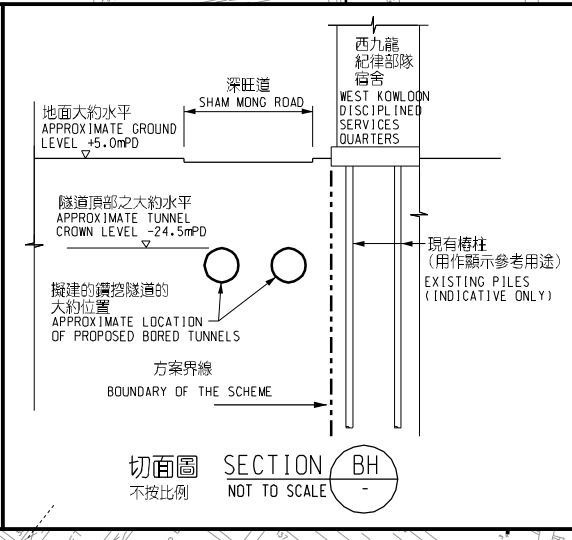 西九龍
紀律部隊
宿舍
WEST KOWLOON
DISCIPLINED
SERVICES
QUARTERS
深旺道
SHAM MONG ROAD
地面大約水平
APPROXIMATE GROUND
LEVEL +5.0mPD
隧道頂部之大約水平
APPROXIMATE TUNNEL
CROWN LEVEL -24.5mPD
現有樁柱
(用作顯示參考用途)
EXISTING PILES
(INDICATIVE ONLY)
擬建的鑽挖隧道的
大約位置
APPROXIMATE LOCATION
OF PROPOSED BORED TUNNELS
方案界線
BOUNDARY OF THE SCHEME
切面圖 SECTION BH
不按比例 NOT TO SCALE -